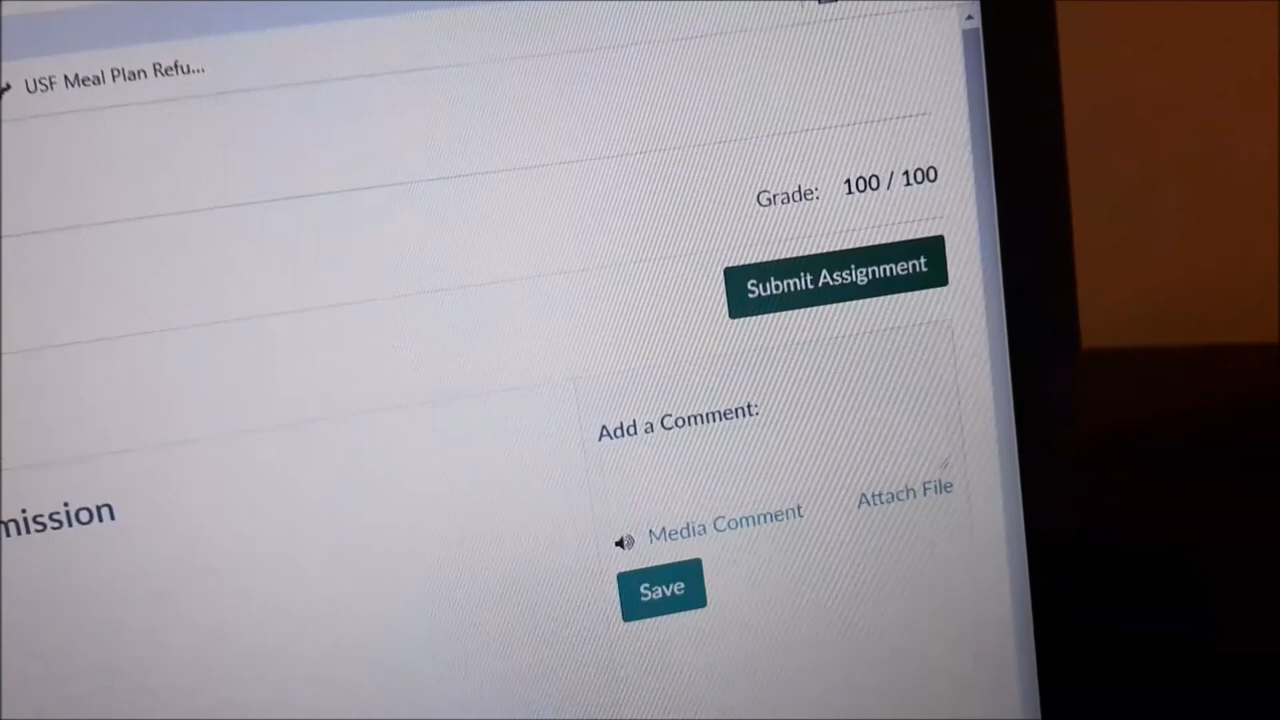 USF Meal Plan Refu...
Grade: 100 / 100
Submit Assignment
Add a Comment:
mission
Media Comment
Attach File
Save